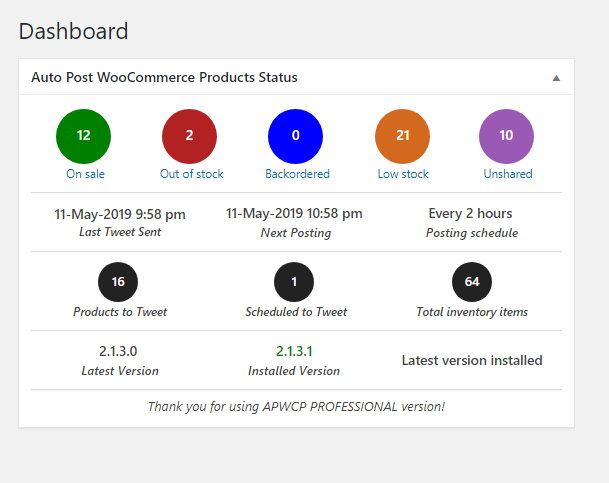 Dashboard
Auto Post WooCommerce Products Status
12 2 0 21 10
On sale Out of stock Backordered Low stock Unshared
11-May-2019 9:58 pm 11-May-2019 10:58 pm Every 2 hours
Last Tweet Sent Next Posting Posting schedule
16 1 64
Products to Tweet Scheduled to Tweet Total inventory items
2.1.3.0 2.1.3.1 Latest version installed
Latest Version Installed Version
Thank you for using APWCP PROFESSIONAL version!